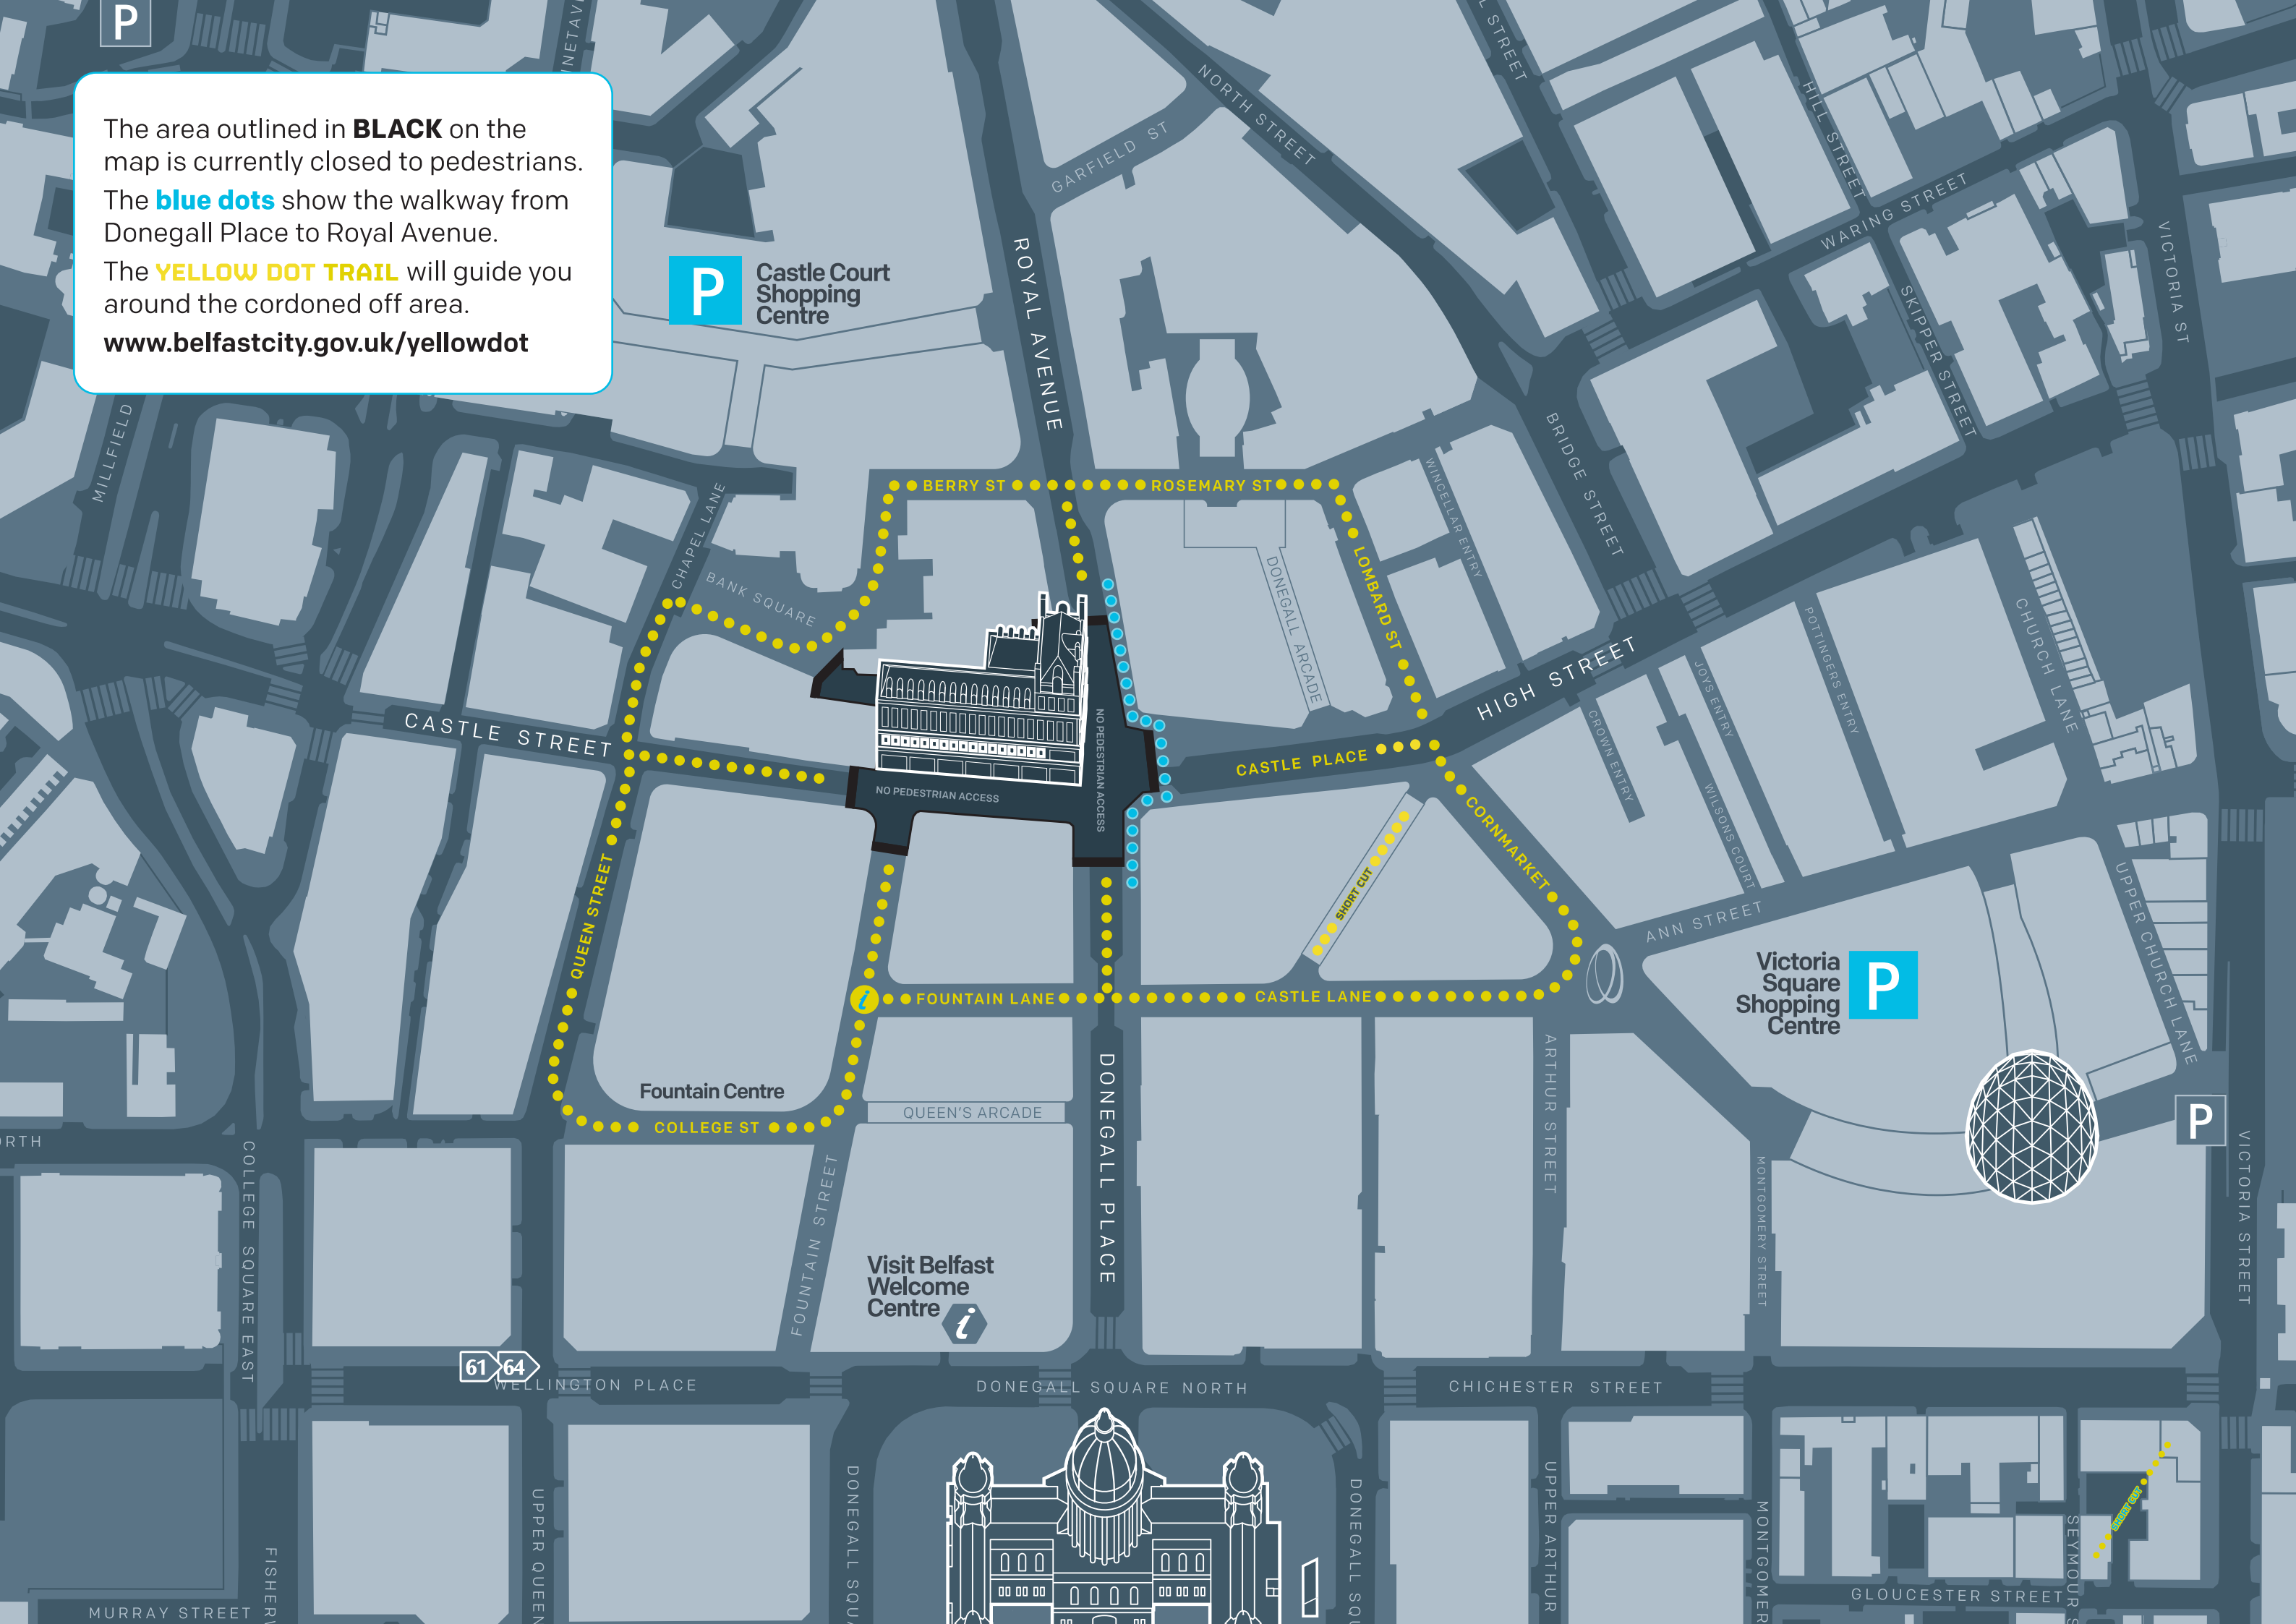 P
The area outlined in BLACK on the
map is currently closed to pedestrians.
The blue dots show the walkway from
Donegall Place to Royal Avenue.
The YELLOW DOT TRAIL will guide you
around the cordoned off area.
www.belfastcity.gov.uk/yellowdot
P
Castle Court
Shopping
Centre
ROYAL AVENUE
GARFIELD ST
NORTH STREET
HILL STREET
WARING STREET
SKIPPER STREET
VICTORIA ST
MILLFIELD
CHAPEL LANE
BANK SQUARE
BERRY ST
ROSEMARY ST
LOMBARD ST
WINECELLAR ENTRY
DONEGALL ARCADE
BRIDGE STREET
HIGH STREET
CASTLE STREET
CASTLE PLACE
NO PEDESTRIAN ACCESS
NO PEDESTRIAN ACCESS
CROWN ENTRY
JOYS ENTRY
WILSONS COURT
POTTINGERS ENTRY
CHURCH LANE
CORNMARKET
SHORT CUT
ANN STREET
UPPER CHURCH LANE
QUEEN STREET
i
FOUNTAIN LANE
CASTLE LANE
Victoria
Square
Shopping
Centre
P
Fountain Centre
COLLEGE ST
QUEEN'S ARCADE
DONEGALL PLACE
ARTHUR STREET
MONTGOMERY STREET
P
VICTORIA STREET
ORTH
COLLEGE SQUARE EAST
FOUNTAIN STREET
Visit Belfast
Welcome
Centre
i
61 64
WELLINGTON PLACE
DONEGALL SQUARE NORTH
CHICHESTER STREET
DONEGALL SQUA
DONEGALL SQU
UPPER QUEEN
UPPER ARTHUR
MONTGOMER
SEYMOUR S
SHORT CUT
GLOUCESTER STREET
MURRAY STREET
FISHERW